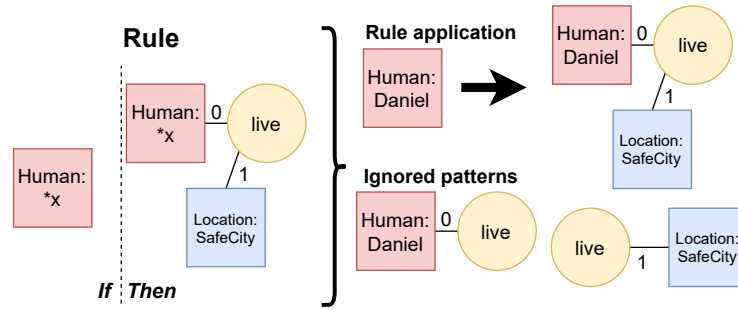 Rule
Human:
*x
If
Human:
*x
0
live
1
Location:
SafeCity
Then
Rule application
Human:
Daniel
Human:
Daniel
0
live
1
Location:
SafeCity
Ignored patterns
Human:
Daniel
0
live
live
1
Location:
SafeCity